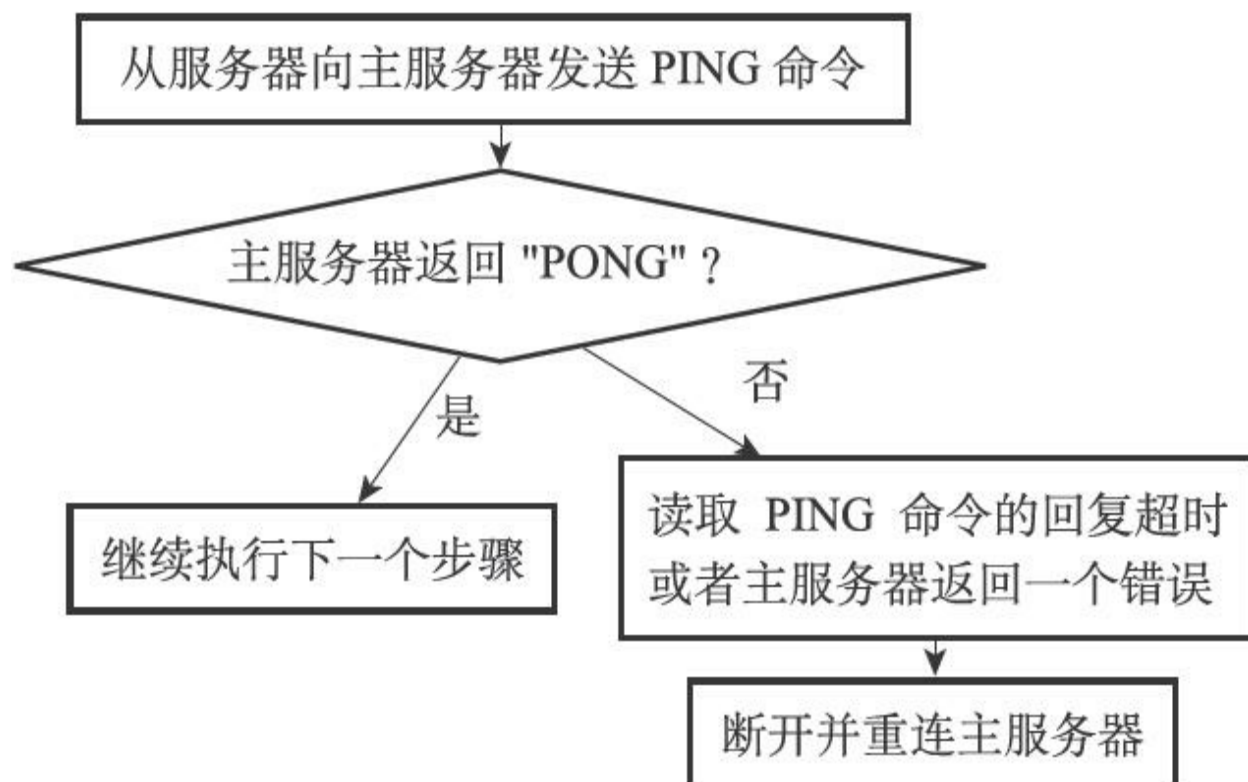 从服务器向主服务器发送 PING 命令
主服务器返回 "PONG"？
是
否
继续执行下一个步骤
读取 PING 命令的回复超时
或者主服务器返回一个错误
断开并重连主服务器